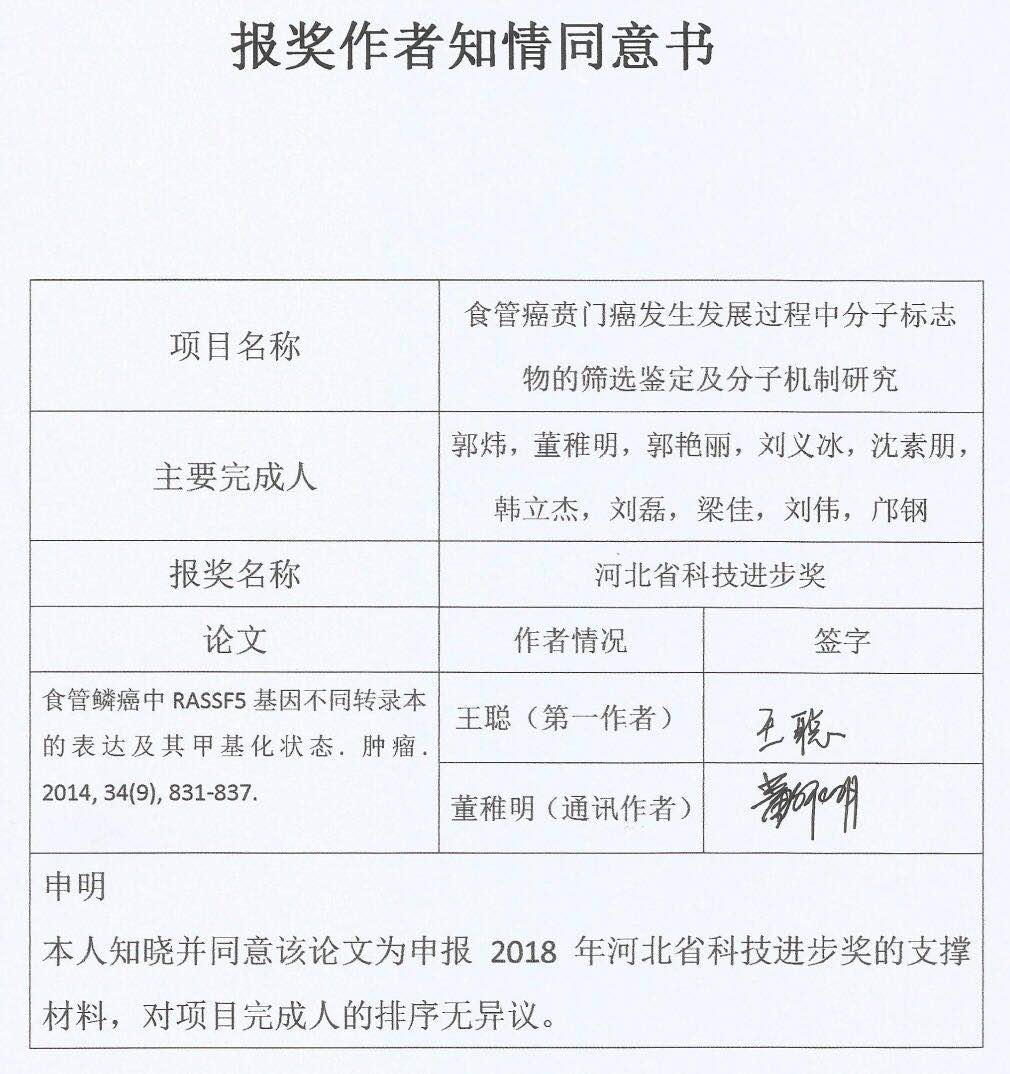 报奖作者知情同意书
项目名称
食管癌贲门癌发生发展过程中分子标志
物的筛选鉴定及分子机制研究
主要完成人
郭炜，董稚明，郭艳丽，刘义冰，沈素朋，
韩立杰，刘磊，梁佳，刘伟，邝钢
报奖名称
河北省科技进步奖
论文
作者情况
签字
食管鳞癌中 RASSF5 基因不同转录本
的表达及其甲基化状态. 肿瘤.
2014, 34(9), 831-837.
王聪（第一作者）
王聪
董稚明（通讯作者）
董稚明
申明
本人知晓并同意该论文为申报 2018 年河北省科技进步奖的支撑
材料，对项目完成人的排序无异议。